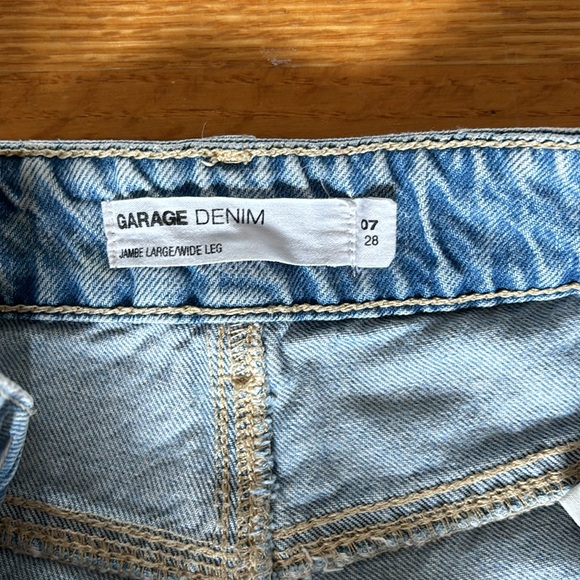 GARAGE DENIM
JAMBE LARGE/WIDE LEG
07
28